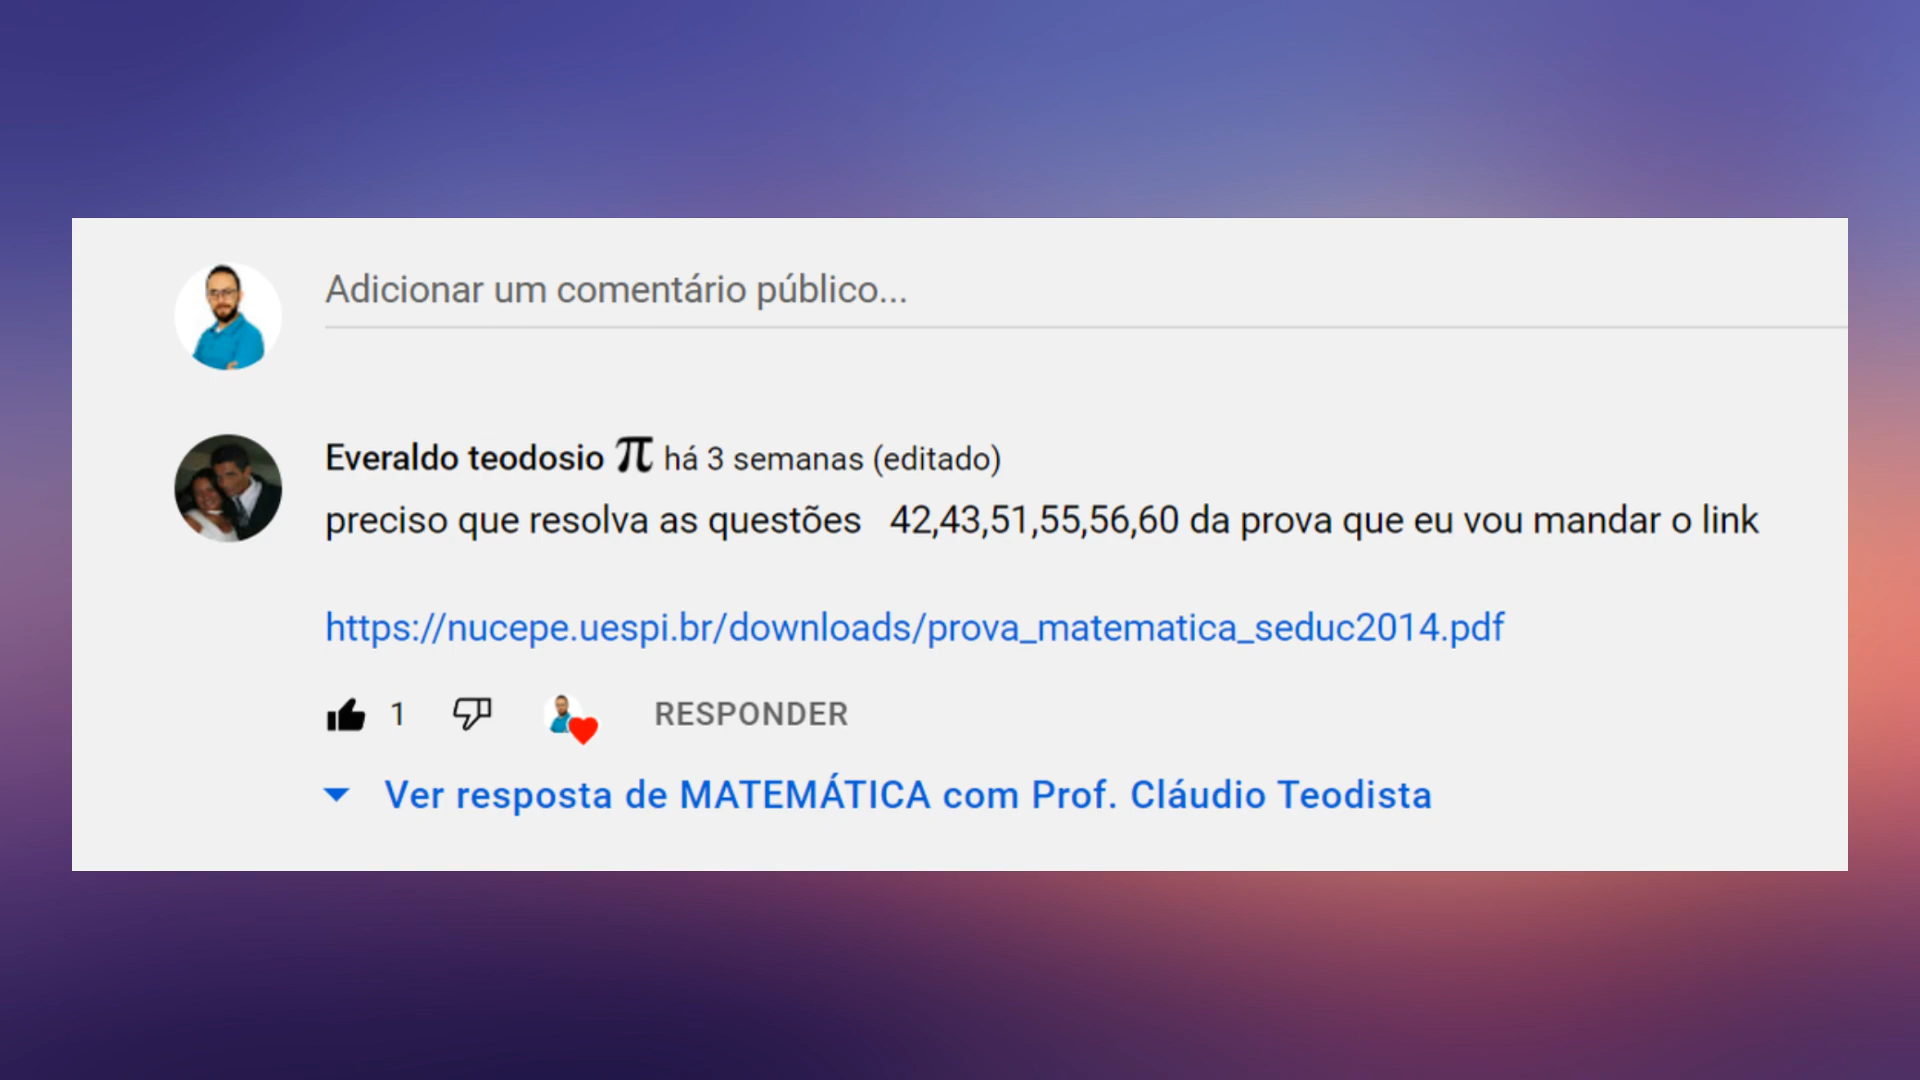 Adicionar um comentário público...
Everaldo teodosio π há 3 semanas (editado)
preciso que resolva as questões 42,43,51,55,56,60 da prova que eu vou mandar o link
https://nucepe.uespi.br/downloads/prova_matematica_seduc2014.pdf
1 RESPONDER
Ver resposta de MATEMÁTICA com Prof. Cláudio Teodista